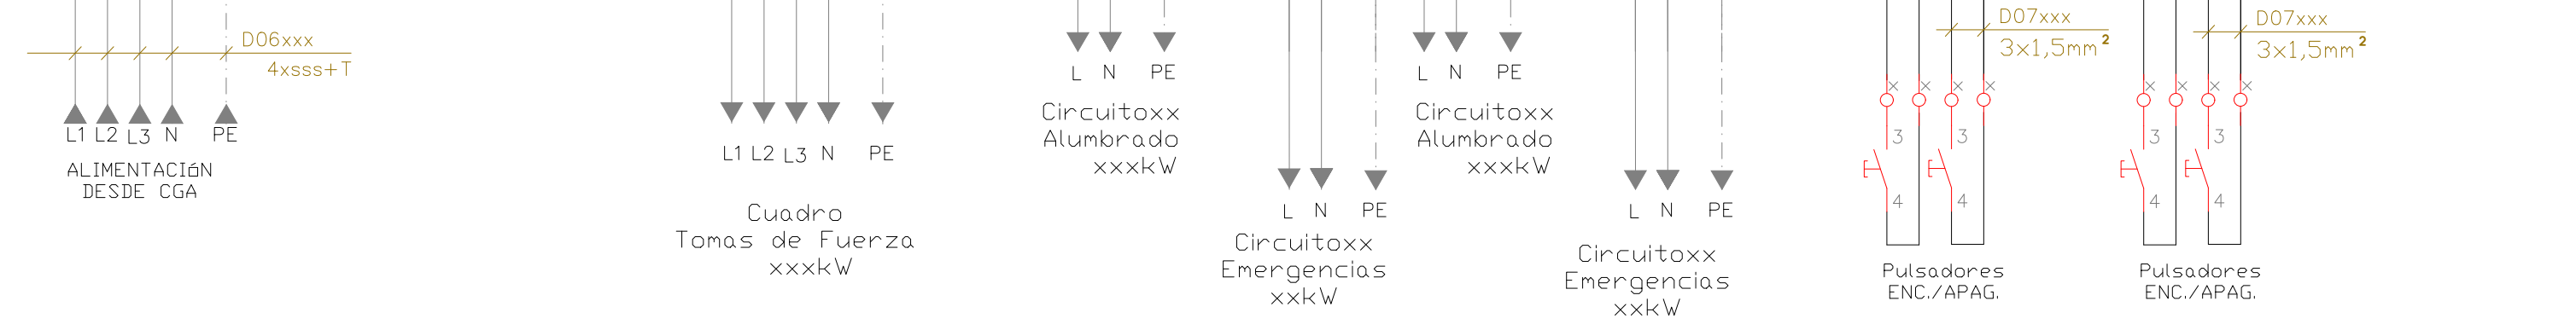 D06xxx
4xsss+T
L1 L2 L3 N PE
ALIMENTACIóN
DESDE CGA
L1 L2 L3 N PE
Cuadro
Tomas de Fuerza
xxxkW
L N PE
Circuitoxx
Alumbrado
xxxkW
L N PE
Circuitoxx
Emergencias
xxkW
L N PE
Circuitoxx
Alumbrado
xxxkW
L N PE
Circuitoxx
Emergencias
xxkW
D07xxx
3x1,5mm²
x x x x
3 3
4 4
Pulsadores
ENC./APAG.
D07xxx
3x1,5mm²
x x x x
3 3
4 4
Pulsadores
ENC./APAG.